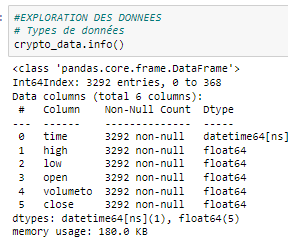 #EXPLORATION DES DONNEES
# Types de données
crypto_data.info()
<class 'pandas.core.frame.DataFrame'>
Int64Index: 3292 entries, 0 to 368
Data columns (total 6 columns):
 #   Column    Non-Null Count  Dtype
---  ------    --------------  -----
 0   time      3292 non-null   datetime64[ns]
 1   high      3292 non-null   float64
 2   low       3292 non-null   float64
 3   open      3292 non-null   float64
 4   volumeto  3292 non-null   float64
 5   close     3292 non-null   float64
dtypes: datetime64[ns](1), float64(5)
memory usage: 180.0 KB